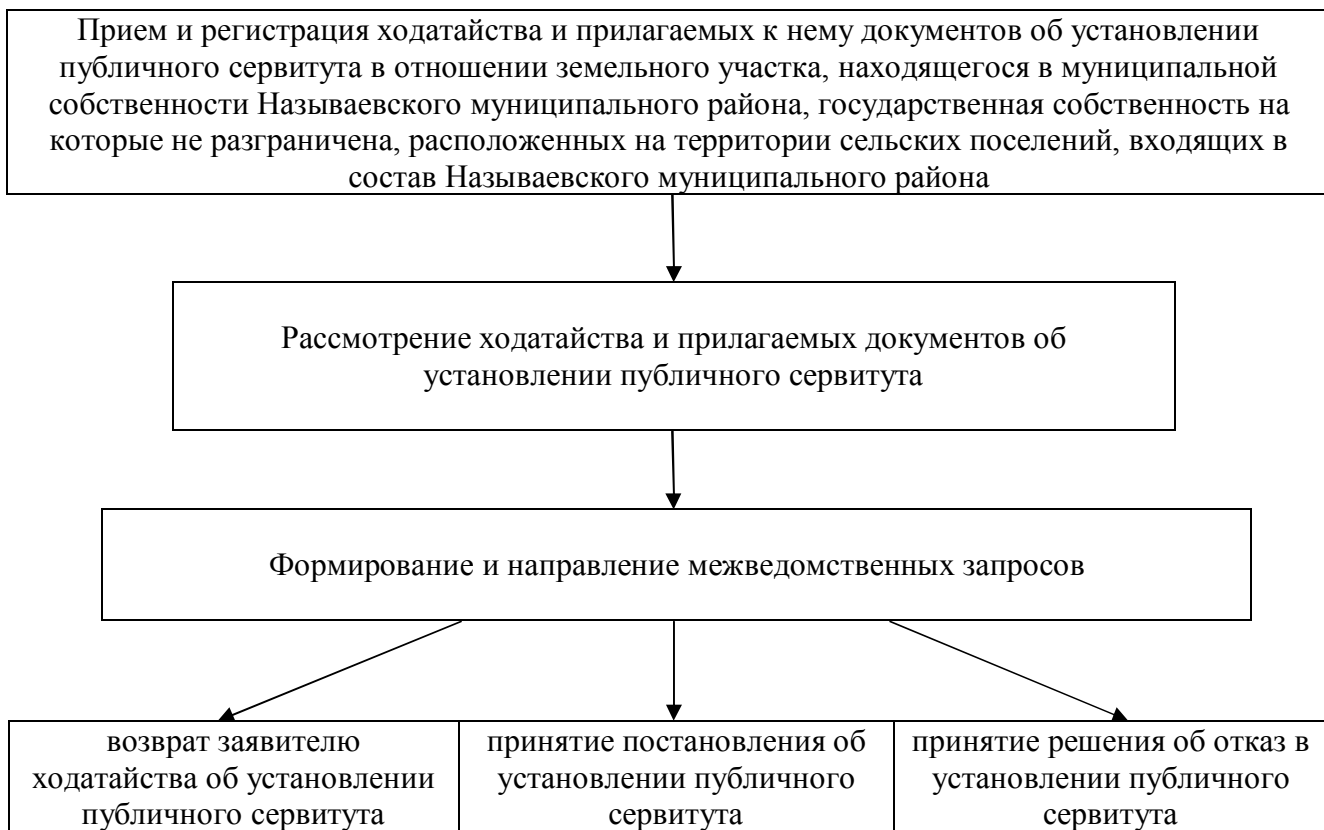 Прием и регистрация ходатайства и прилагаемых к нему документов об установлении
публичного сервитута в отношении земельного участка, находящегося в муниципальной
собственности Называевского муниципального района, государственная собственность на
которые не разграничена, расположенных на территории сельских поселений, входящих в
состав Называевского муниципального района
Рассмотрение ходатайства и прилагаемых документов об
установлении публичного сервитута
Формирование и направление межведомственных запросов
возврат заявителю
ходатайства об установлении
публичного сервитута
принятие постановления об
установлении публичного
сервитута
принятие решения об отказ в
установлении публичного
сервитута